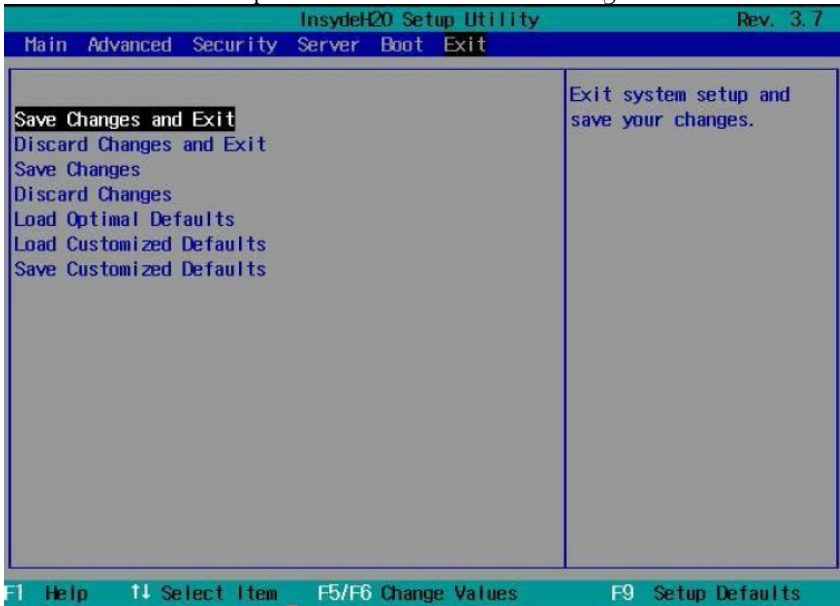 InsydeH2O Setup Utility Rev. 3.7
Main Advanced Security Server Boot Exit
Save Changes and Exit
Discard Changes and Exit
Save Changes
Discard Changes
Load Optimal Defaults
Load Customized Defaults
Save Customized Defaults
Exit system setup and
save your changes.
F1 Help ↑↓ Select Item F5/F6 Change Values F9 Setup Defaults